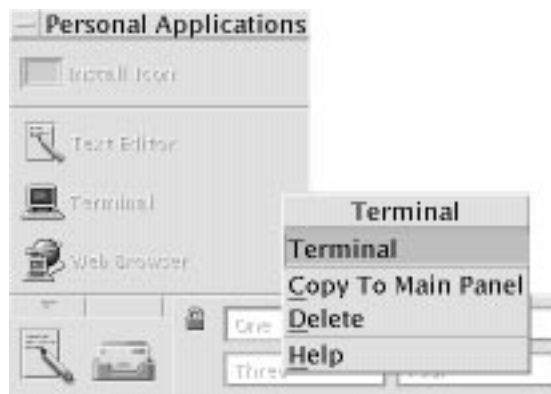 Personal Applications
Install Icon
Text Editor
Terminal
Web Browser
Terminal
Terminal
Copy To Main Panel
Delete
Help
One
Three